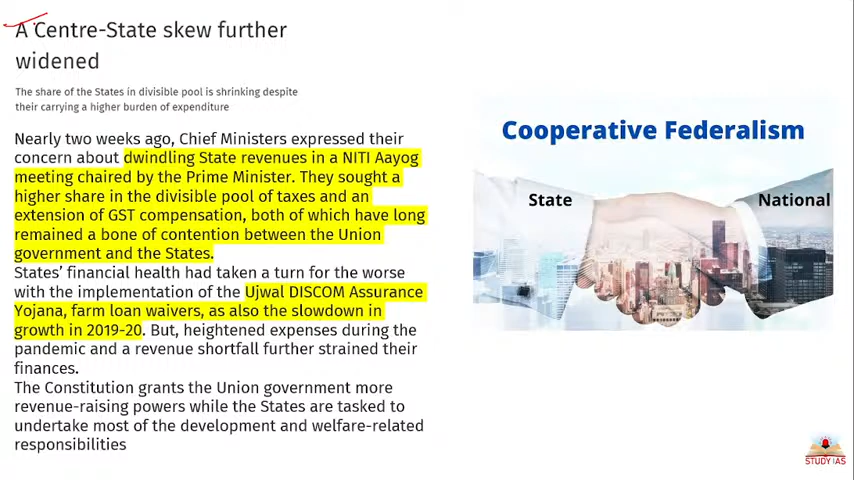 A Centre-State skew further
widened
The share of the States in divisible pool is shrinking despite
their carrying a higher burden of expenditure
Nearly two weeks ago, Chief Ministers expressed their
concern about dwindling State revenues in a NITI Aayog
meeting chaired by the Prime Minister. They sought a
higher share in the divisible pool of taxes and an
extension of GST compensation, both of which have long
remained a bone of contention between the Union
government and the States.
States' financial health had taken a turn for the worse
with the implementation of the Ujwal DISCOM Assurance
Yojana, farm loan waivers, as also the slowdown in
growth in 2019-20. But, heightened expenses during the
pandemic and a revenue shortfall further strained their
finances.
The Constitution grants the Union government more
revenue-raising powers while the States are tasked to
undertake most of the development and welfare-related
responsibilities
Cooperative Federalism
State
National
STUDY IAS